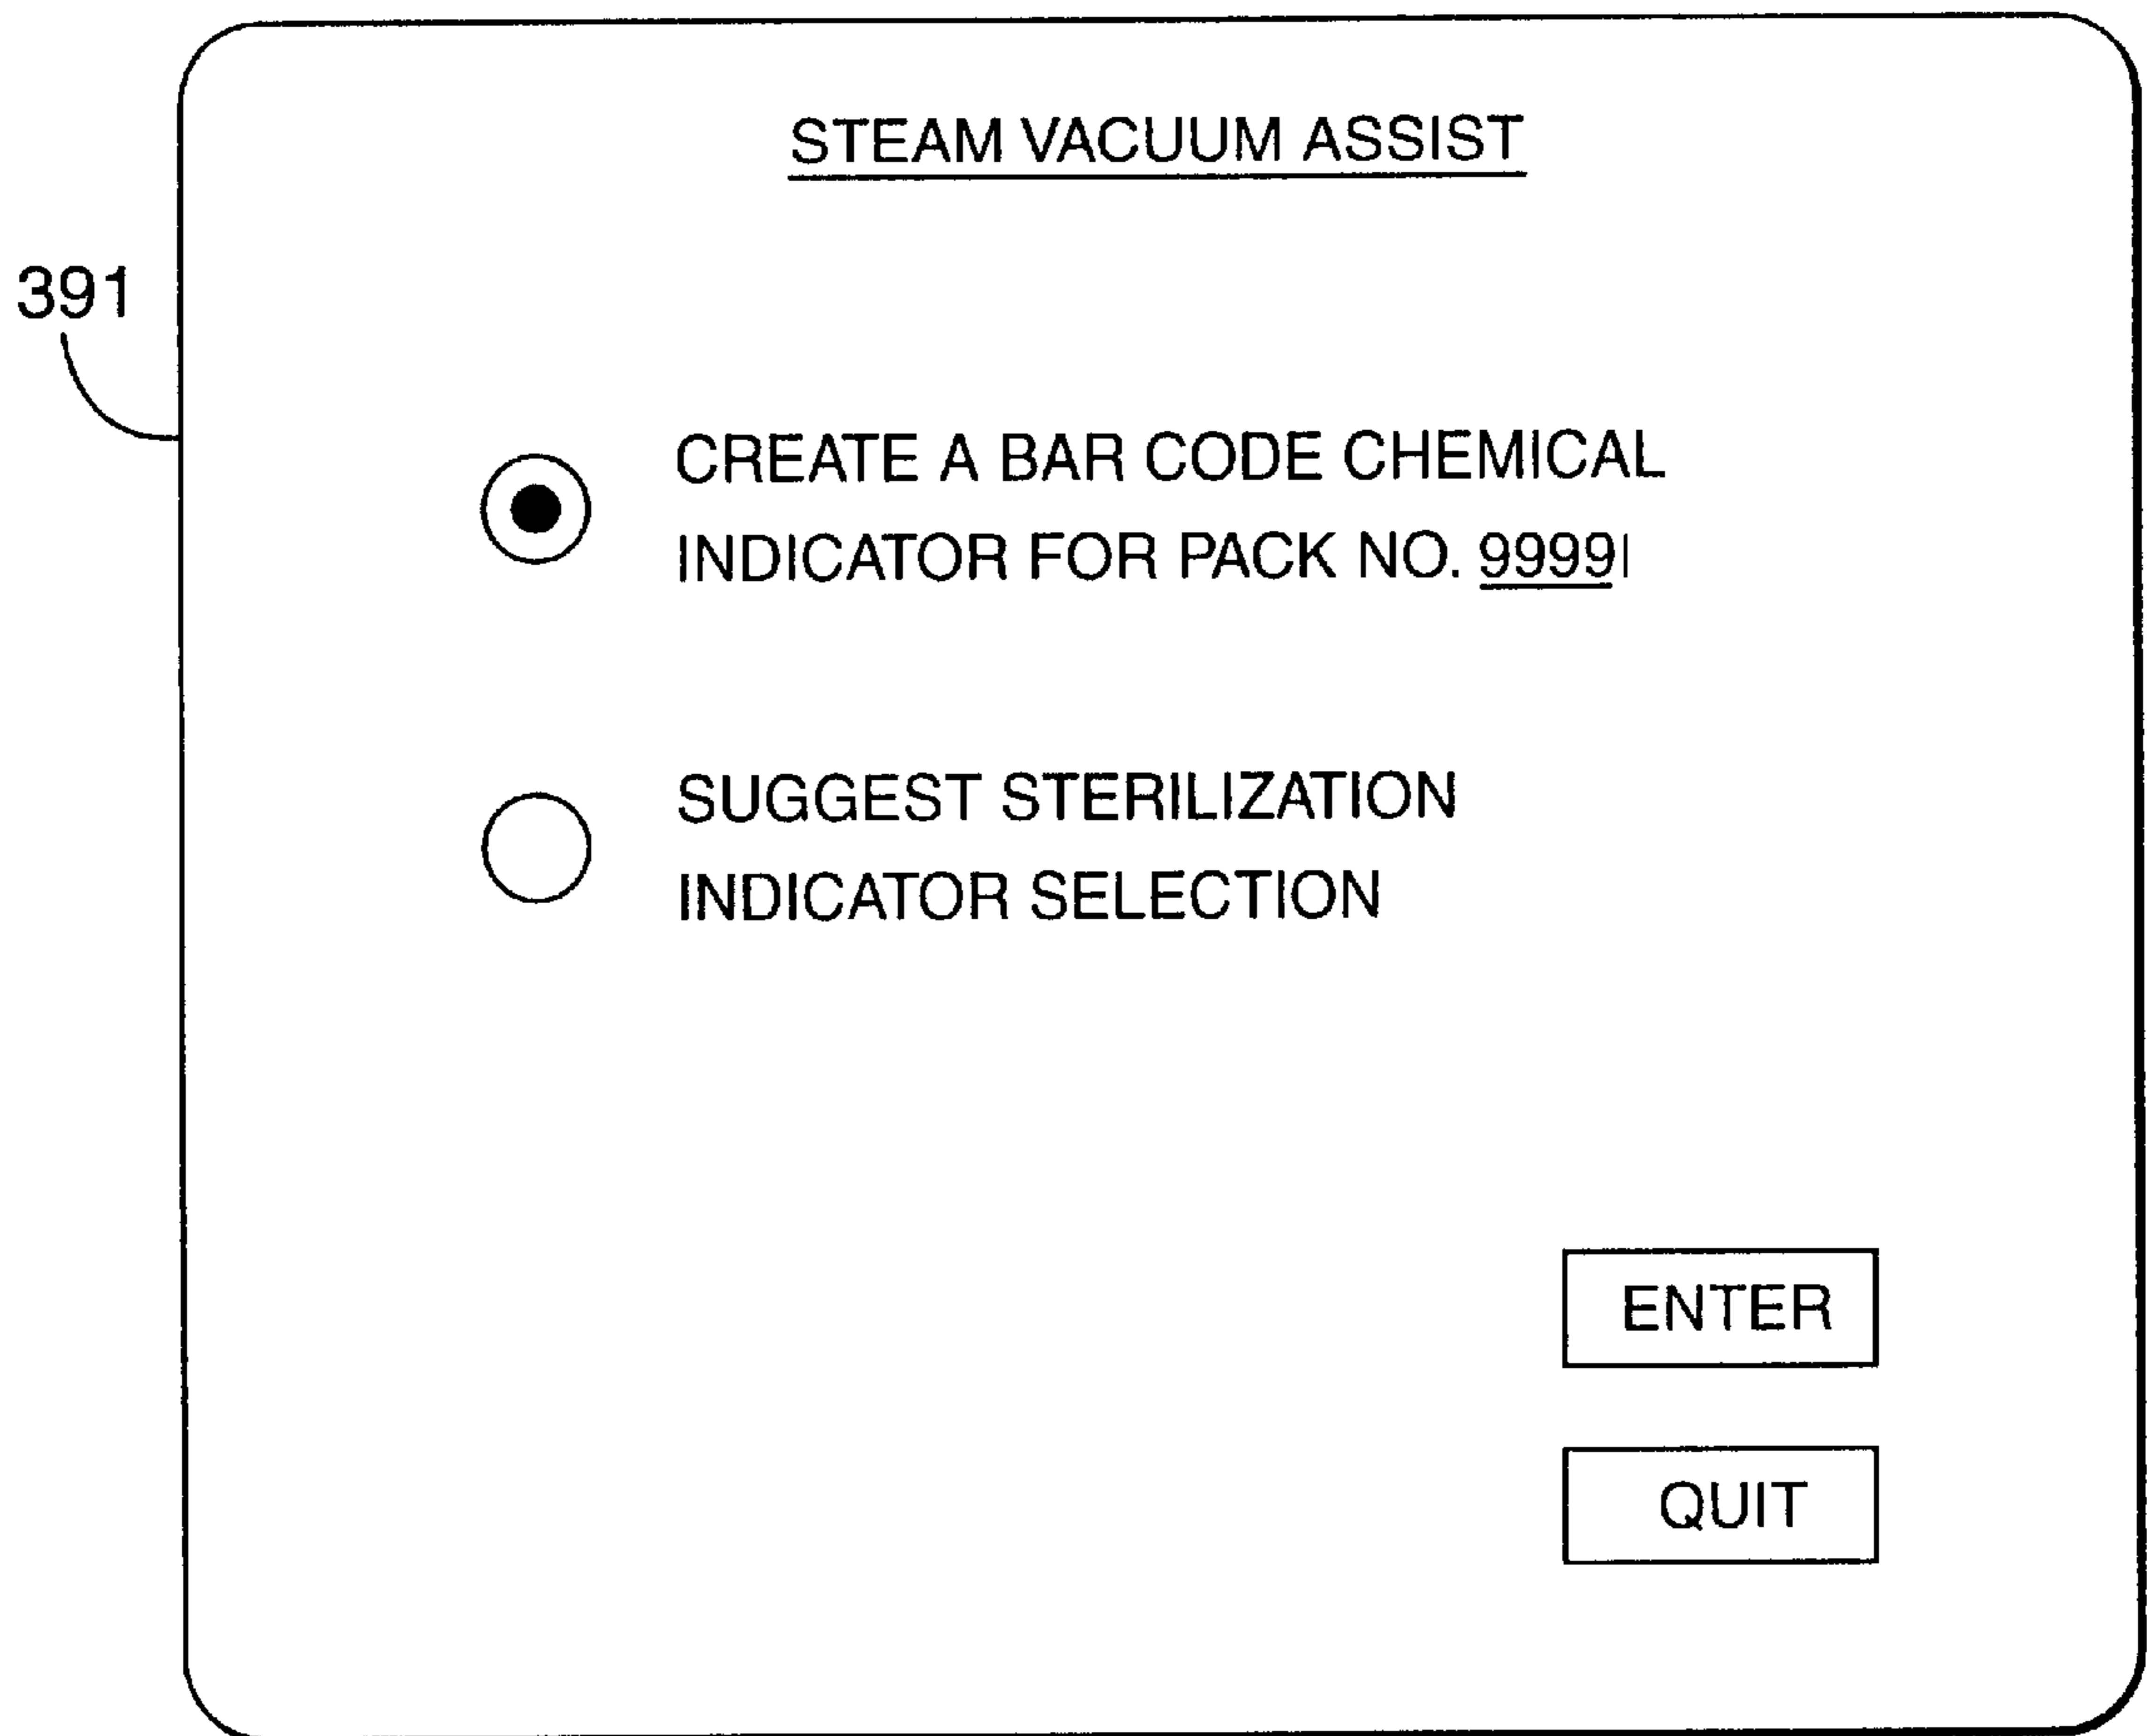 STEAM VACUUM ASSIST
391
CREATE A BAR CODE CHEMICAL
INDICATOR FOR PACK NO. 9999|
SUGGEST STERILIZATION
INDICATOR SELECTION
ENTER
QUIT